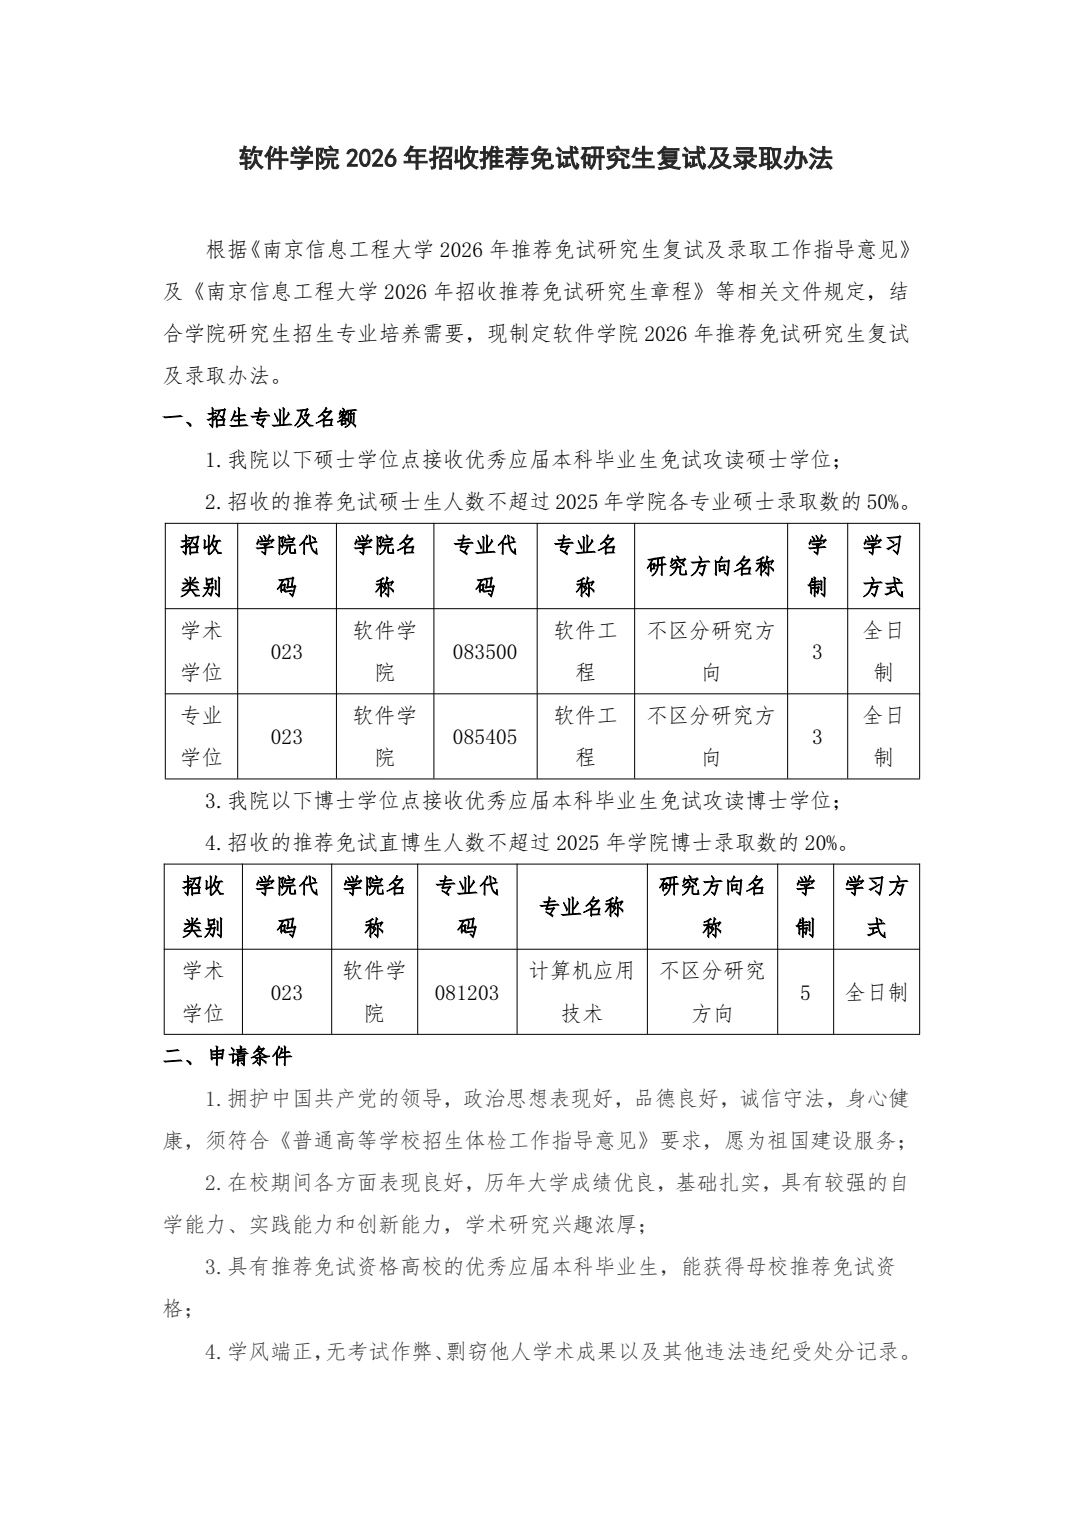 软件学院 2026 年招收推荐免试研究生复试及录取办法
根据《南京信息工程大学 2026 年推荐免试研究生复试及录取工作指导意见》
及《南京信息工程大学 2026 年招收推荐免试研究生章程》等相关文件规定，结
合学院研究生招生专业培养需要，现制定软件学院 2026 年推荐免试研究生复试
及录取办法。
一、招生专业及名额
1.我院以下硕士学位点接收优秀应届本科毕业生免试攻读硕士学位；
2.招收的推荐免试硕士生人数不超过 2025 年学院各专业硕士录取数的 50%。
招收 学院代 学院名 专业代 专业名 研究方向名称 学 学习
类别 码 称 码 称 制 方式
学术 023 软件学 083500 软件工 不区分研究方 3 全日
学位 院 程 向 制
专业 023 软件学 085405 软件工 不区分研究方 3 全日
学位 院 程 向 制
3.我院以下博士学位点接收优秀应届本科毕业生免试攻读博士学位；
4.招收的推荐免试直博生人数不超过 2025 年学院博士录取数的 20%。
招收 学院代 学院名 专业代 专业名称 研究方向名 学 学习方
类别 码 称 码 称 制 式
学术 023 软件学 081203 计算机应用 不区分研究 5 全日制
学位 院 技术 方向
二、申请条件
1.拥护中国共产党的领导，政治思想表现好，品德良好，诚信守法，身心健
康，须符合《普通高等学校招生体检工作指导意见》要求，愿为祖国建设服务；
2.在校期间各方面表现良好，历年大学成绩优良，基础扎实，具有较强的自
学能力、实践能力和创新能力，学术研究兴趣浓厚；
3.具有推荐免试资格高校的优秀应届本科毕业生，能获得母校推荐免试资
格；
4.学风端正，无考试作弊、剽窃他人学术成果以及其他违法违纪受处分记录。